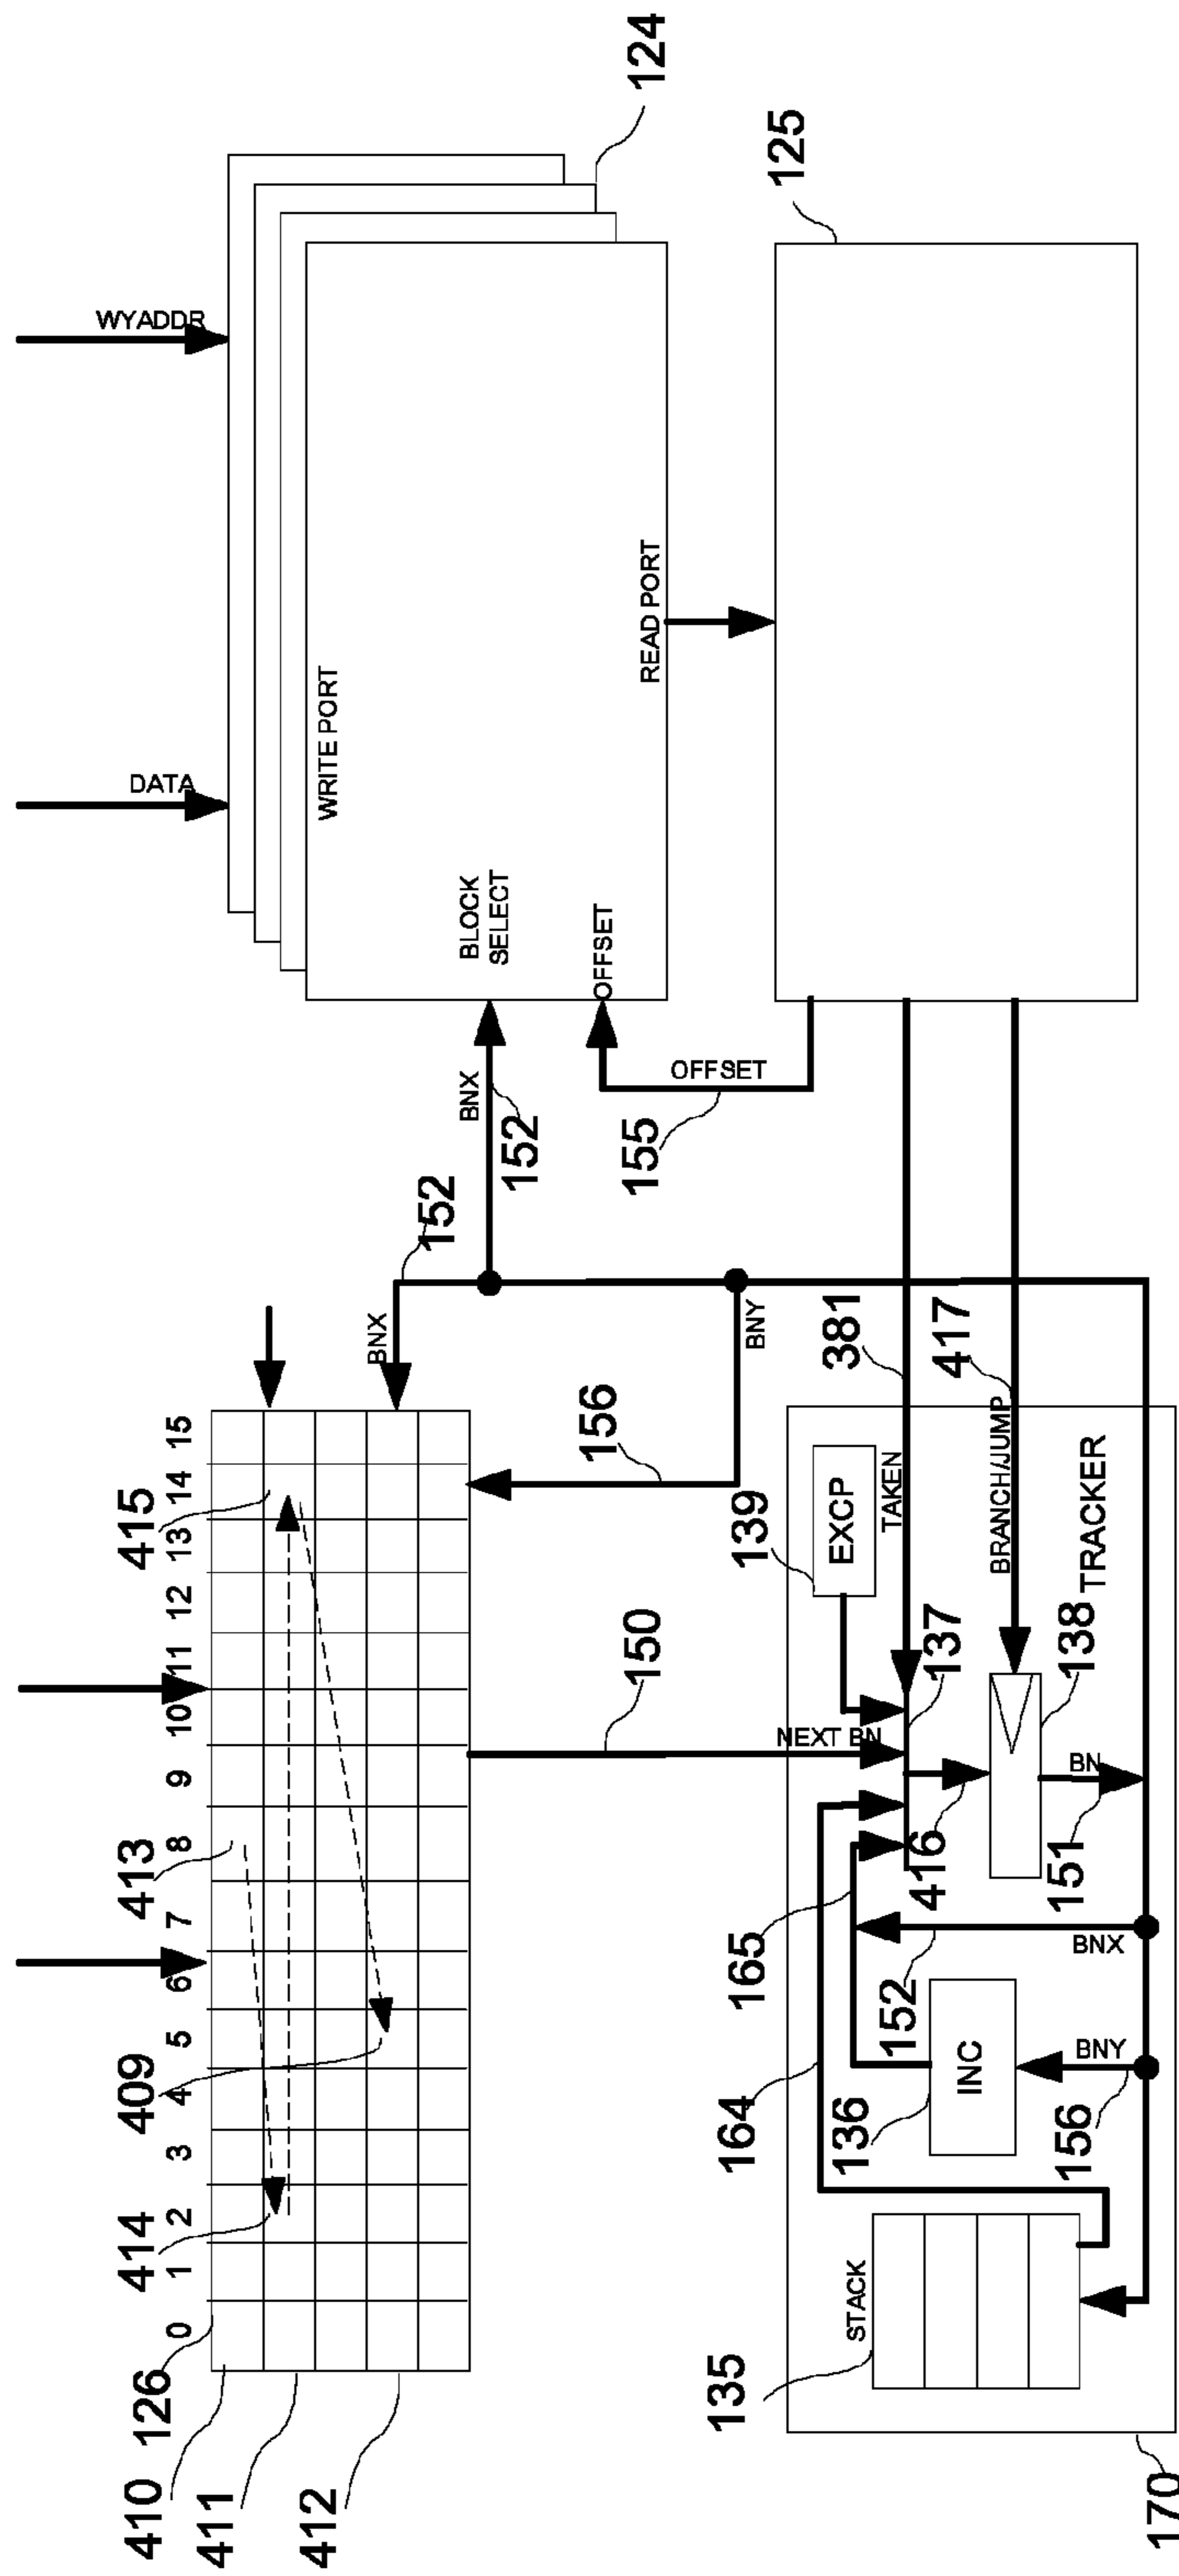 DATA
WYADDR
WRITE PORT
124
BLOCK
SELECT
OFFSET
READ PORT
BNX
152
152
BNX
OFFSET
155
125
415
413
409
414
0 1 2 3 4 5 6 7 8 9 10 11 12 13 14 15
126
410
411
412
156
BNY
150
NEXT BN
381
TAKEN
417
BRANCH/JUMP
TRACKER
139
EXCP
137
138
416
BN
151
165
164
152
BNX
136
INC
BNY
156
STACK
135
170